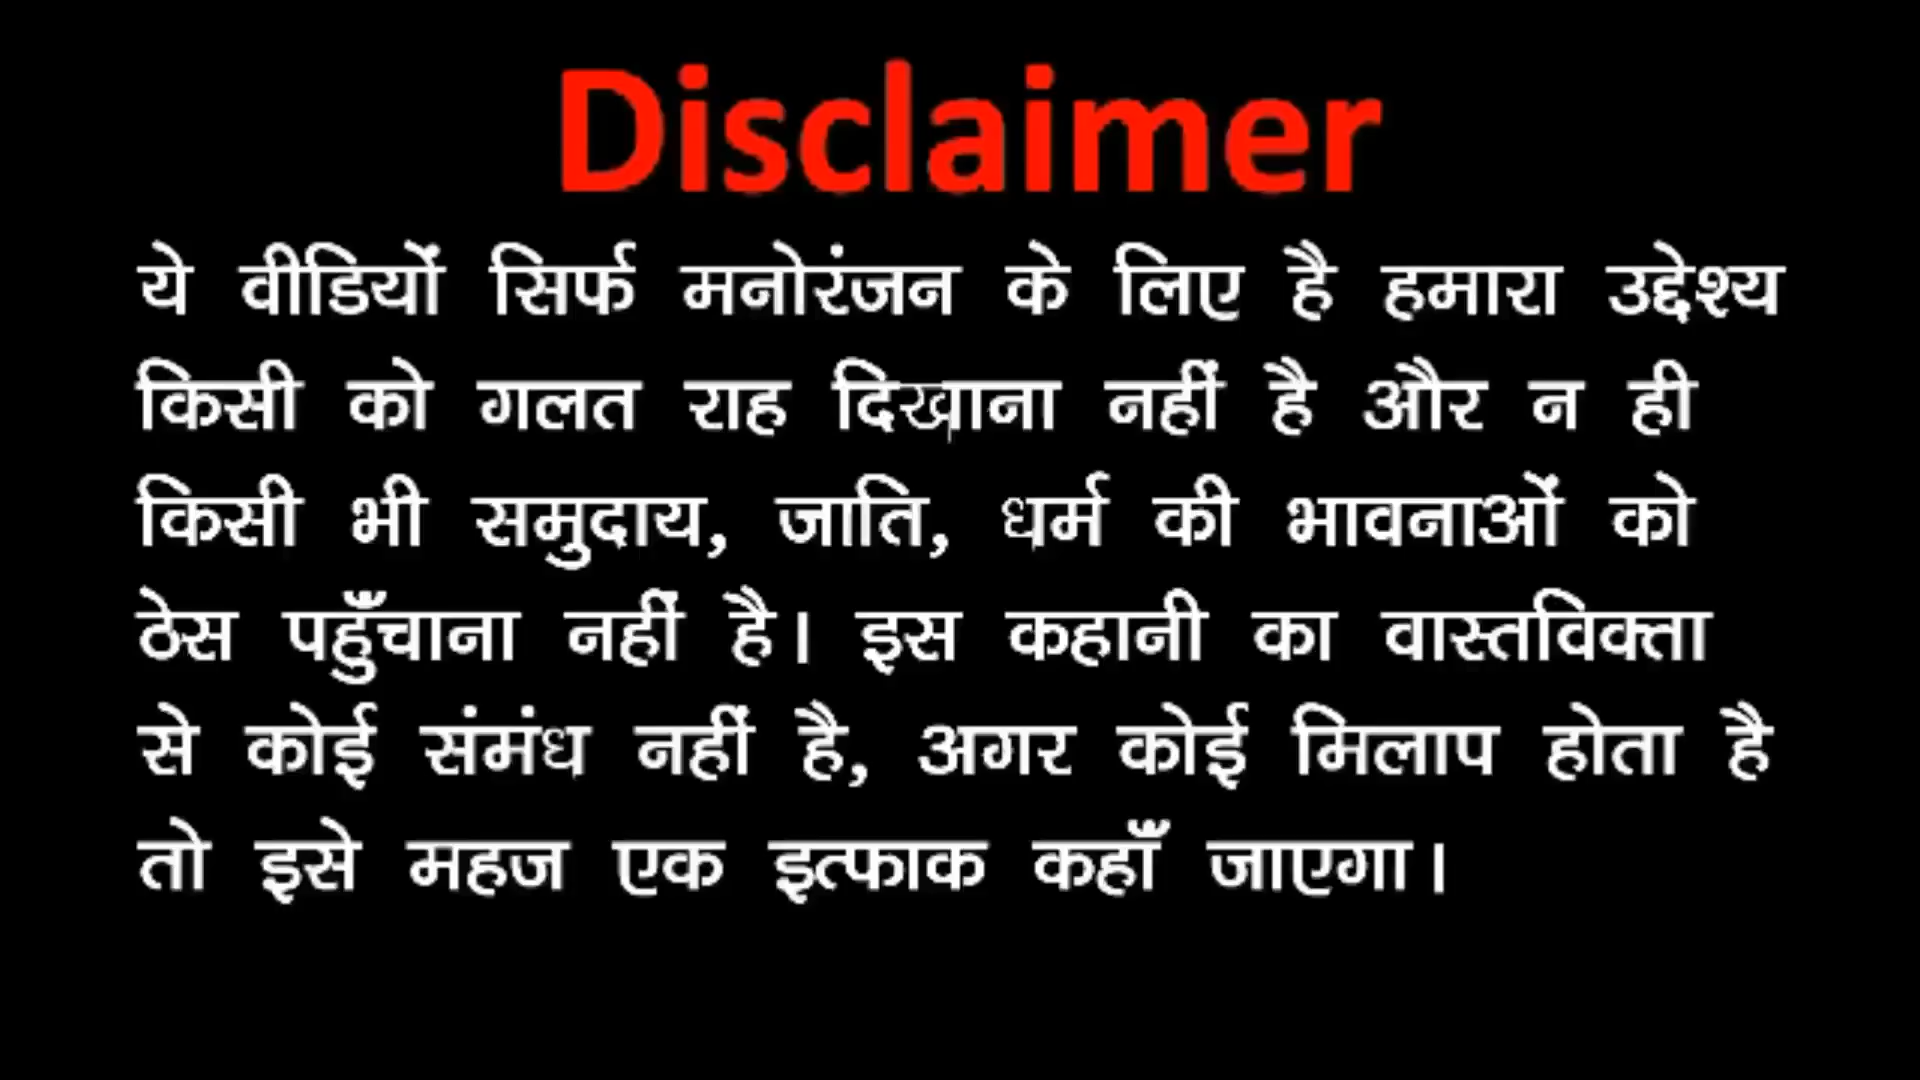 Disclaimer
ये वीडियों सिर्फ मनोरंजन के लिए है हमारा उद्देश्य
किसी को गलत राह दिखाना नहीं है और न ही
किसी भी समुदाय, जाति, धर्म की भावनाओं को
ठेस पहुँचाना नहीं है। इस कहानी का वास्तविक्ता
से कोई संमंध नहीं है, अगर कोई मिलाप होता है
तो इसे महज एक इत्फाक कहाँ जाएगा।